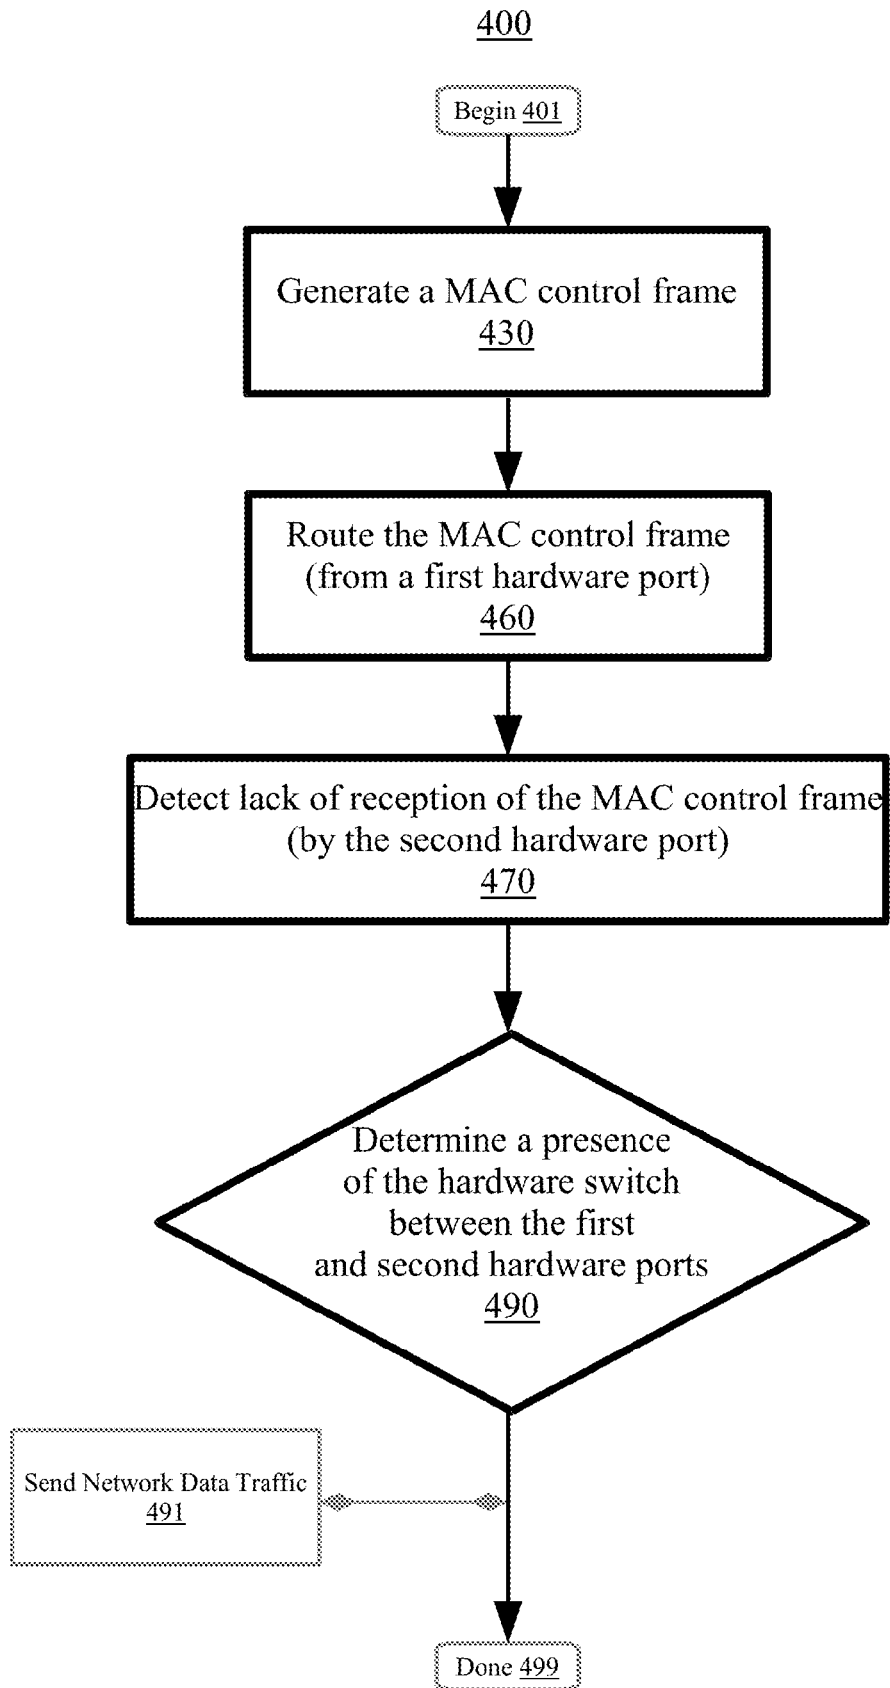 400
Begin 401
Generate a MAC control frame
430
Route the MAC control frame
(from a first hardware port)
460
Detect lack of reception of the MAC control frame
(by the second hardware port)
470
Determine a presence
of the hardware switch
between the first
and second hardware ports
490
Send Network Data Traffic
491
Done 499